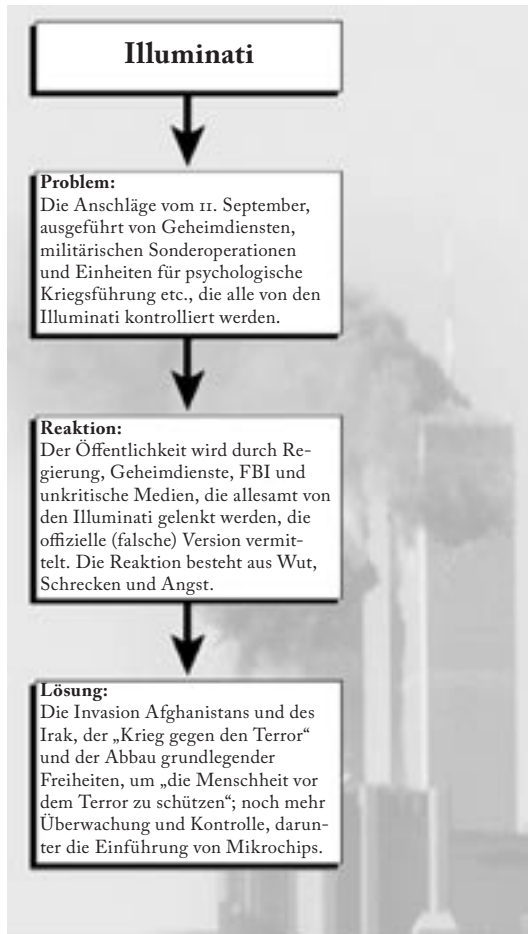 Illuminati
Problem:
Die Anschläge vom 11. September,
ausgeführt von Geheimdiensten,
militärischen Sonderoperationen
und Einheiten für psychologische
Kriegsführung etc., die alle von den
Illuminati kontrolliert werden.
Reaktion:
Der Öffentlichkeit wird durch Re-
gierung, Geheimdienste, FBI und
unkritische Medien, die allesamt von
den Illuminati gelenkt werden, die
offizielle (falsche) Version vermit-
telt. Die Reaktion besteht aus Wut,
Schrecken und Angst.
Lösung:
Die Invasion Afghanistans und des
Irak, der „Krieg gegen den Terror“
und der Abbau grundlegender
Freiheiten, um „die Menschheit vor
dem Terror zu schützen“; noch mehr
Überwachung und Kontrolle, darun-
ter die Einführung von Mikrochips.